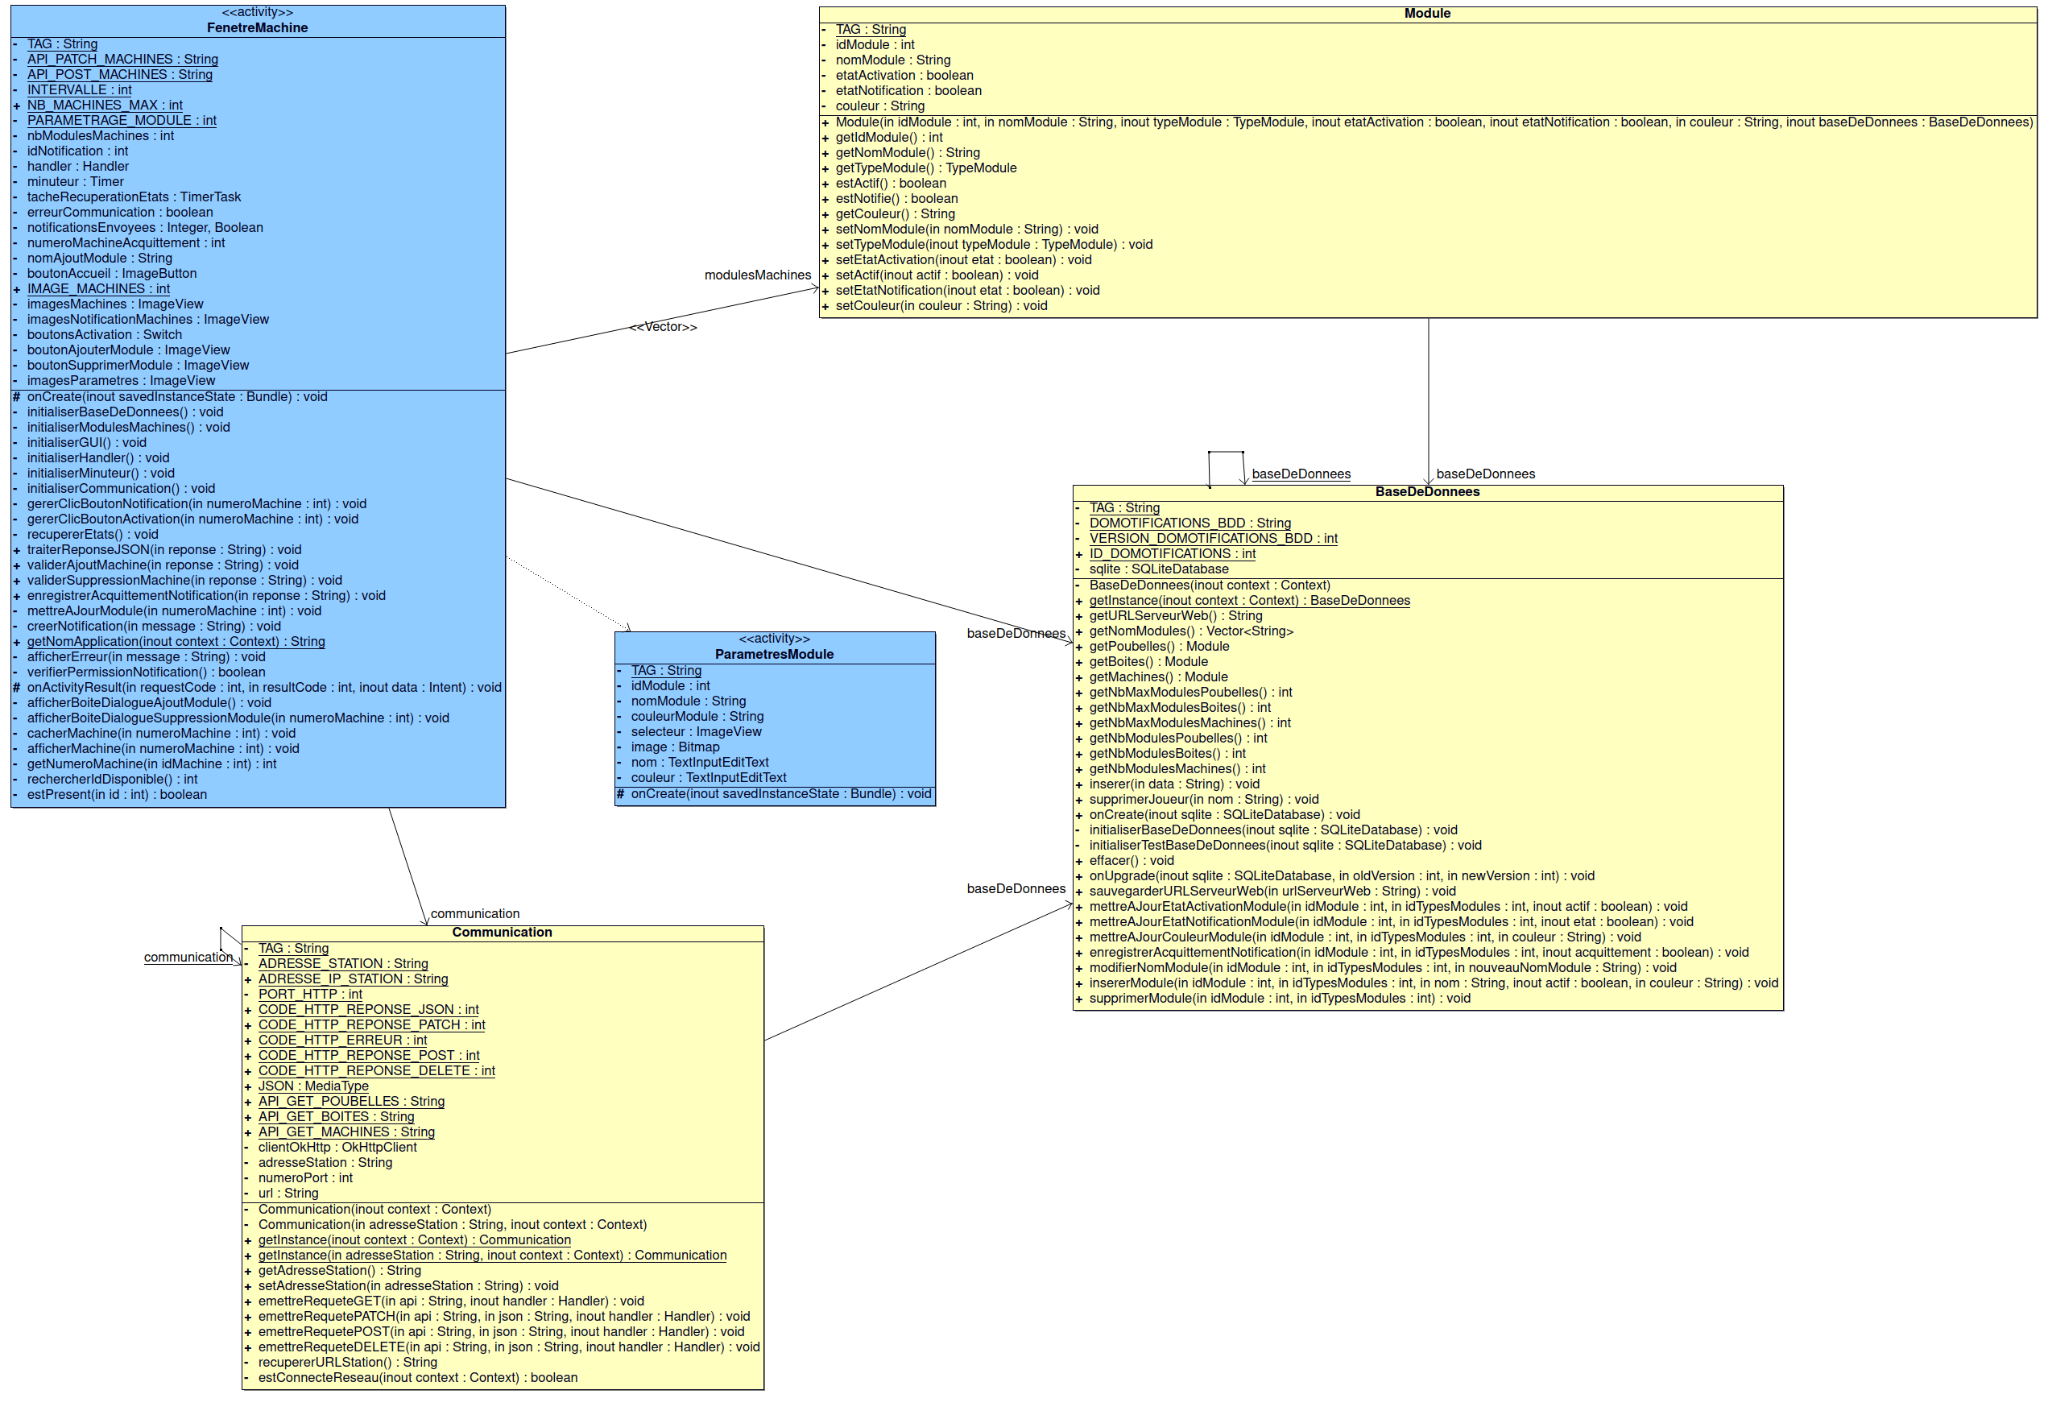 <<activity>>
FenetreMachine
- TAG : String
- API_PATCH_MACHINES : String
- API_POST_MACHINES : String
- INTERVALLE : int
+ NB_MACHINES_MAX : int
- PARAMETRAGE_MODULE : int
- nbModulesMachines : int
- idNotification : int
- handler : Handler
- minuteur : Timer
- tacheRecuperationEtats : TimerTask
- erreurCommunication : boolean
- notificationsEnvoyees : Integer, Boolean
- numeroMachineAcquittement : int
- nomAjoutModule : String
- boutonAccueil : ImageButton
+ IMAGE_MACHINES : int
- imagesMachines : ImageView
- imagesNotificationMachines : ImageView
- boutonsActivation : Switch
- boutonAjouterModule : ImageView
- boutonSupprimerModule : ImageView
- imagesParametres : ImageView
# onCreate(inout savedInstanceState : Bundle) : void
- initialiserBaseDeDonnees() : void
- initialiserModulesMachines() : void
- initialiserGUI() : void
- initialiserHandler() : void
- initialiserMinuteur() : void
- initialiserCommunication() : void
- gererClicBoutonNotification(in numeroMachine : int) : void
- gererClicBoutonActivation(in numeroMachine : int) : void
- recupererEtats() : void
+ traiterReponseJSON(in reponse : String) : void
+ validerAjoutMachine(in reponse : String) : void
+ validerSuppressionMachine(in reponse : String) : void
+ enregistrerAcquittementNotification(in reponse : String) : void
- mettreAJourModule(in numeroMachine : int) : void
- creerNotification(in message : String) : void
+ getNomApplication(inout context : Context) : String
- afficherErreur(in message : String) : void
- verifierPermissionNotification() : boolean
# onActivityResult(in requestCode : int, in resultCode : int, inout data : Intent) : void
- afficherBoiteDialogueAjoutModule() : void
- afficherBoiteDialogueSuppressionModule(in numeroMachine : int) : void
- cacherMachine(in numeroMachine : int) : void
- afficherMachine(in numeroMachine : int) : void
- getNumeroMachine(in idMachine : int) : int
- rechercherIdDisponible() : int
- estPresent(in id : int) : boolean
modulesMachines
<<Vector>>
Module
- TAG : String
- idModule : int
- nomModule : String
- etatActivation : boolean
- etatNotification : boolean
- couleur : String
+ Module(in idModule : int, in nomModule : String, inout typeModule : TypeModule, inout etatActivation : boolean, inout etatNotification : boolean, in couleur : String, inout baseDeDonnees : BaseDeDonnees)
+ getIdModule() : int
+ getNomModule() : String
+ getTypeModule() : TypeModule
+ estActif() : boolean
+ estNotifie() : boolean
+ getCouleur() : String
+ setNomModule(in nomModule : String) : void
+ setTypeModule(inout typeModule : TypeModule) : void
+ setEtatActivation(inout etat : boolean) : void
+ setActif(inout actif : boolean) : void
+ setEtatNotification(inout etat : boolean) : void
+ setCouleur(in couleur : String) : void
baseDeDonnees
baseDeDonnees
baseDeDonnees
BaseDeDonnees
- TAG : String
- DOMOTIFICATIONS_BDD : String
- VERSION_DOMOTIFICATIONS_BDD : int
+ ID_DOMOTIFICATIONS : int
- sqlite : SQLiteDatabase
- BaseDeDonnees(inout context : Context)
+ getInstance(inout context : Context) : BaseDeDonnees
+ getURLServeurWeb() : String
+ getNomModules() : Vector<String>
+ getPoubelles() : Module
+ getBoites() : Module
+ getMachines() : Module
+ getNbMaxModulesPoubelles() : int
+ getNbMaxModulesBoites() : int
+ getNbMaxModulesMachines() : int
+ getNbModulesPoubelles() : int
+ getNbModulesBoites() : int
+ getNbModulesMachines() : int
+ inserer(in data : String) : void
+ supprimerJoueur(in nom : String) : void
+ onCreate(inout sqlite : SQLiteDatabase) : void
- initialiserBaseDeDonnees(inout sqlite : SQLiteDatabase) : void
- initialiserTestBaseDeDonnees(inout sqlite : SQLiteDatabase) : void
+ effacer() : void
+ onUpgrade(inout sqlite : SQLiteDatabase, in oldVersion : int, in newVersion : int) : void
+ sauvegarderURLServeurWeb(in urlServeurWeb : String) : void
+ mettreAJourEtatActivationModule(in idModule : int, in idTypesModules : int, inout actif : boolean) : void
+ mettreAJourEtatNotificationModule(in idModule : int, in idTypesModules : int, inout etat : boolean) : void
+ mettreAJourCouleurModule(in idModule : int, in idTypesModules : int, in couleur : String) : void
+ enregistrerAcquittementNotification(in idModule : int, in idTypesModules : int, inout acquittement : boolean) : void
+ modifierNomModule(in idModule : int, in idTypesModules : int, in nouveauNomModule : String) : void
+ insererModule(in idModule : int, in idTypesModules : int, in nom : String, inout actif : boolean, in couleur : String) : void
+ supprimerModule(in idModule : int, in idTypesModules : int) : void
<<activity>>
ParametresModule
- TAG : String
- idModule : int
- nomModule : String
- couleurModule : String
- selecteur : ImageView
- image : Bitmap
- nom : TextInputEditText
- couleur : TextInputEditText
# onCreate(inout savedInstanceState : Bundle) : void
baseDeDonnees
communication
communication
Communication
- TAG : String
- ADRESSE_STATION : String
+ ADRESSE_IP_STATION : String
- PORT_HTTP : int
+ CODE_HTTP_REPONSE_JSON : int
+ CODE_HTTP_REPONSE_PATCH : int
+ CODE_HTTP_ERREUR : int
+ CODE_HTTP_REPONSE_POST : int
+ CODE_HTTP_REPONSE_DELETE : int
+ JSON : MediaType
+ API_GET_POUBELLES : String
+ API_GET_BOITES : String
+ API_GET_MACHINES : String
- clientOkHttp : OkHttpClient
- adresseStation : String
- numeroPort : int
- url : String
- Communication(inout context : Context)
- Communication(in adresseStation : String, inout context : Context)
+ getInstance(inout context : Context) : Communication
+ getInstance(in adresseStation : String, inout context : Context) : Communication
+ getAdresseStation() : String
+ setAdresseStation(in adresseStation : String) : void
+ emettreRequeteGET(in api : String, inout handler : Handler) : void
+ emettreRequetePATCH(in api : String, in json : String, inout handler : Handler) : void
+ emettreRequetePOST(in api : String, in json : String, inout handler : Handler) : void
+ emettreRequeteDELETE(in api : String, in json : String, inout handler : Handler) : void
- recupererURLStation() : String
- estConnecteReseau(inout context : Context) : boolean